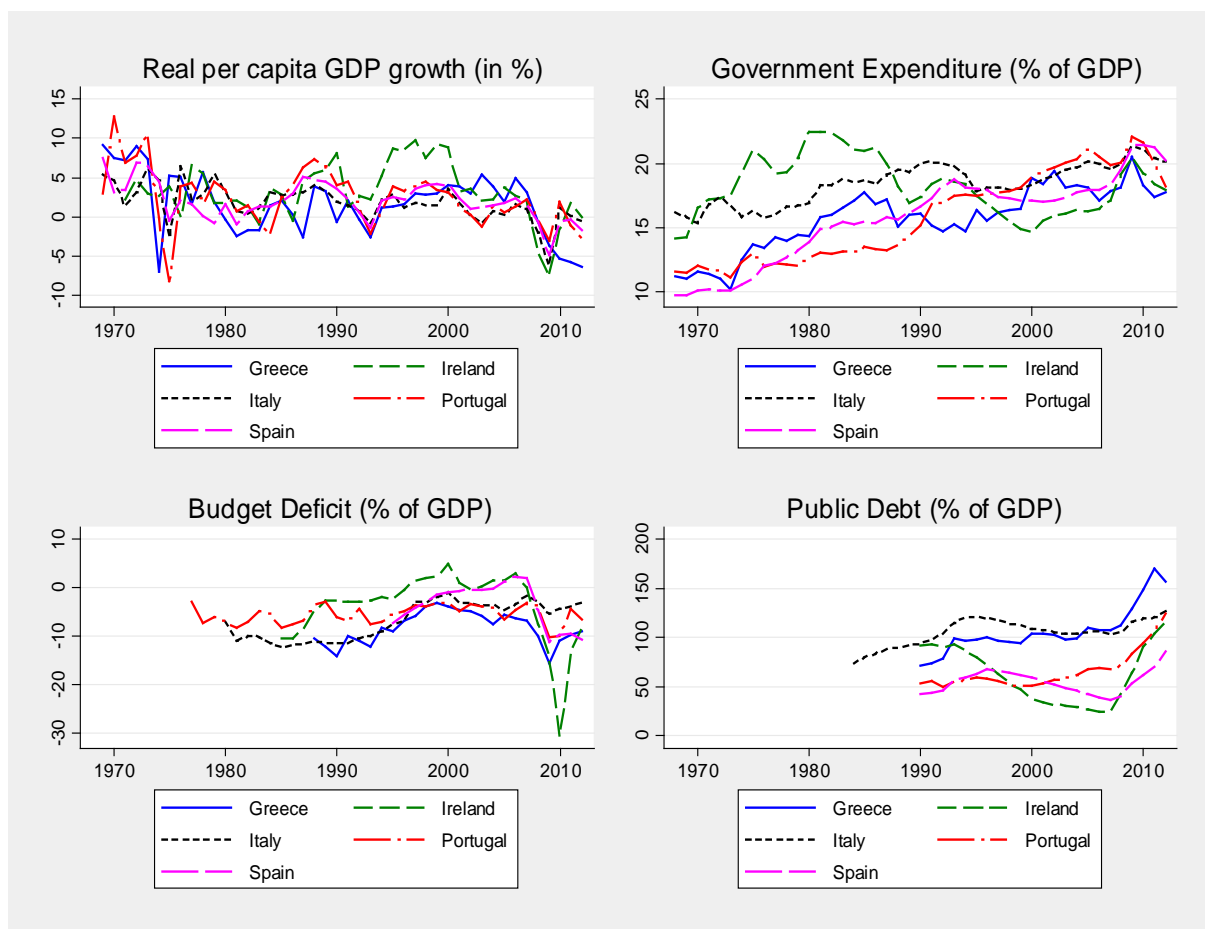 Real per capita GDP growth (in %)
15
10
5
0
-5
-10
1970 1980 1990 2000 2010
Greece Ireland
Italy Portugal
Spain
Government Expenditure (% of GDP)
25
20
15
10
1970 1980 1990 2000 2010
Greece Ireland
Italy Portugal
Spain
Budget Deficit (% of GDP)
10
0
-10
-20
-30
1970 1980 1990 2000 2010
Greece Ireland
Italy Portugal
Spain
Public Debt (% of GDP)
200
150
100
50
0
1970 1980 1990 2000 2010
Greece Ireland
Italy Portugal
Spain